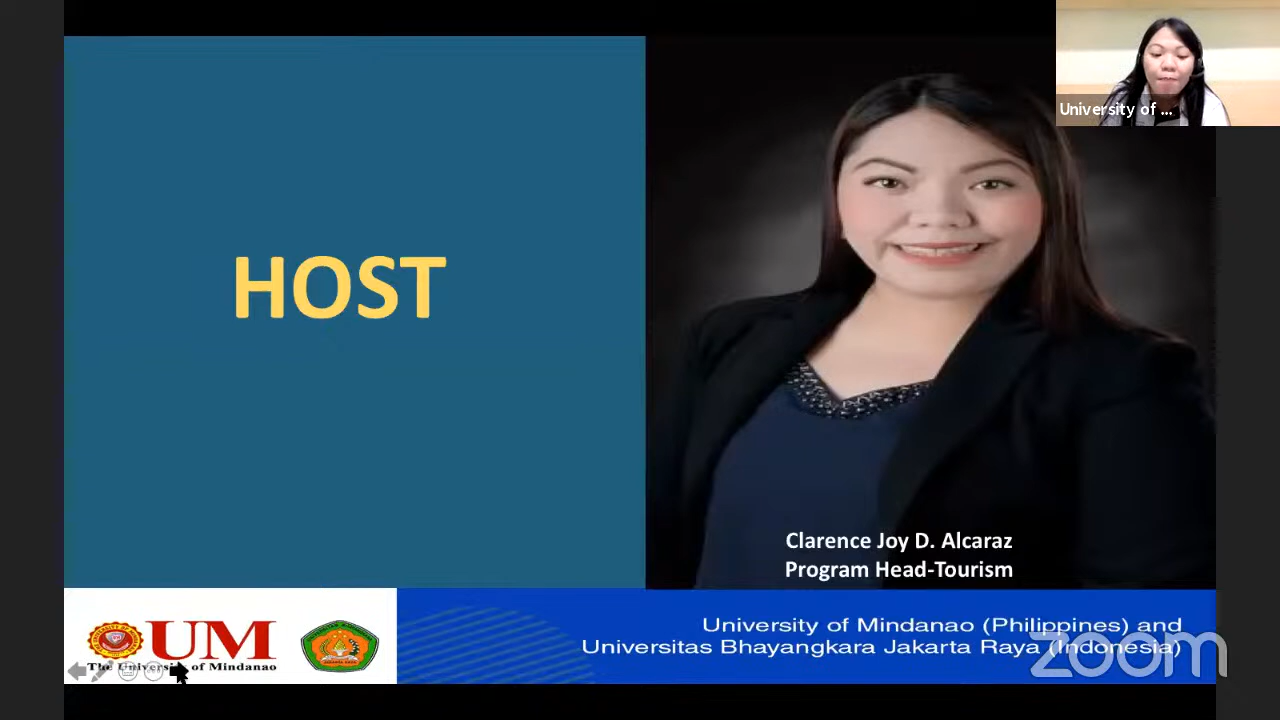 University of ...
HOST
Clarence Joy D. Alcaraz
Program Head-Tourism
UM
The University of Mindanao
University of Mindanao (Philippines) and
Universitas Bhayangkara Jakarta Raya (Indonesia)
zoom